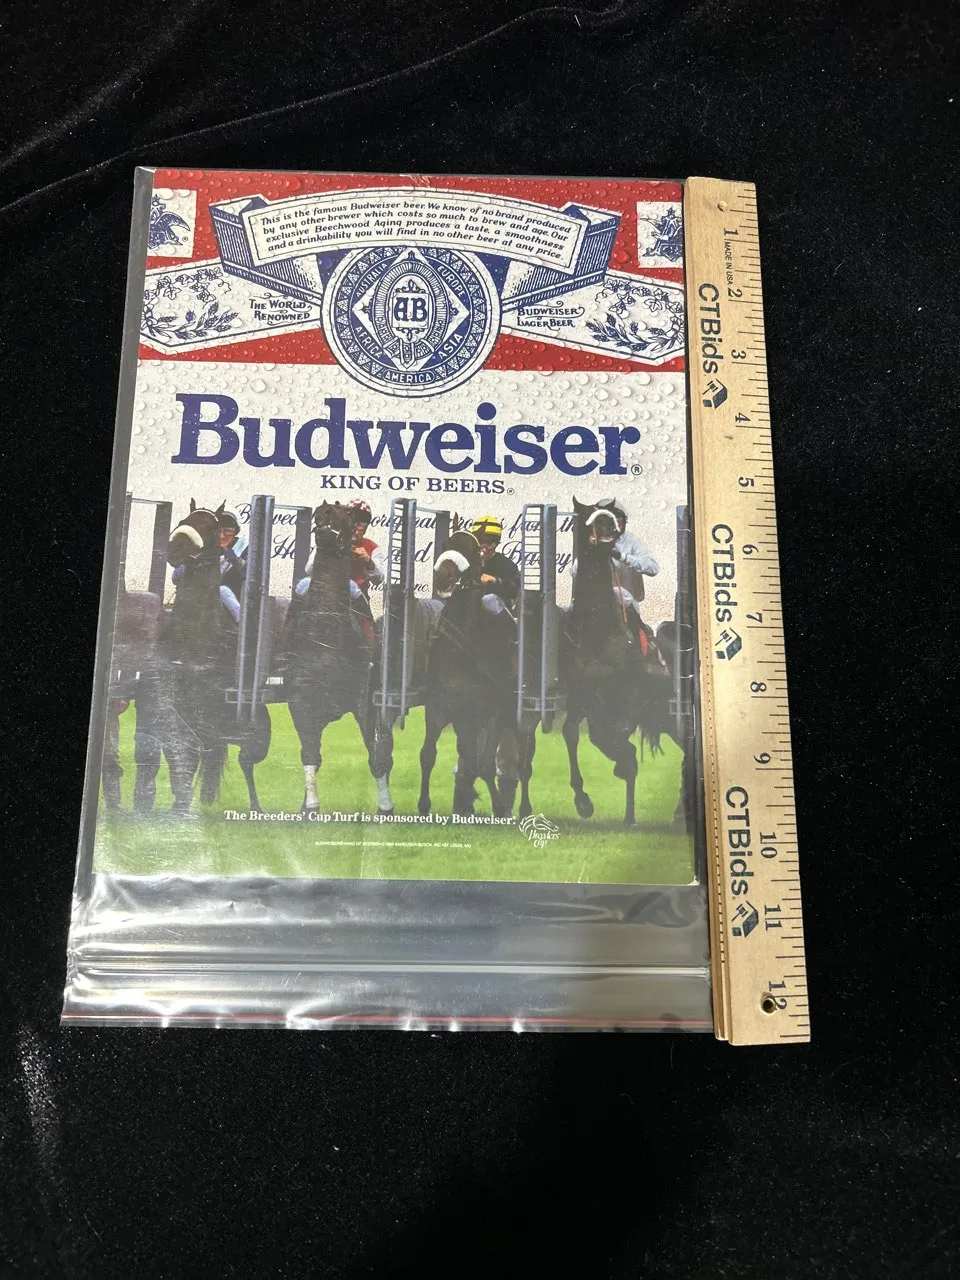 This is the famous Budweiser beer. We know of no brand produced
by any other brewer which costs so much to brew and age. Our
exclusive Beechwood Aging produces a taste, a smoothness
and a drinkability you will find in no other beer at any price.
THE WORLD
RENOWNED
BUDWEISER
LAGER BEER
AUSTRALIA
EUROPE
AB
AFRICA
ASIA
AMERICA
Budweiser®
KING OF BEERS®
original
from the
and
The Breeders' Cup Turf is sponsored by Budweiser.®
Breeders'
Cup
1
MADE IN USA
2
CTBids
3
4
5
6
CTBids
7
8
9
CTBids
10
11
12